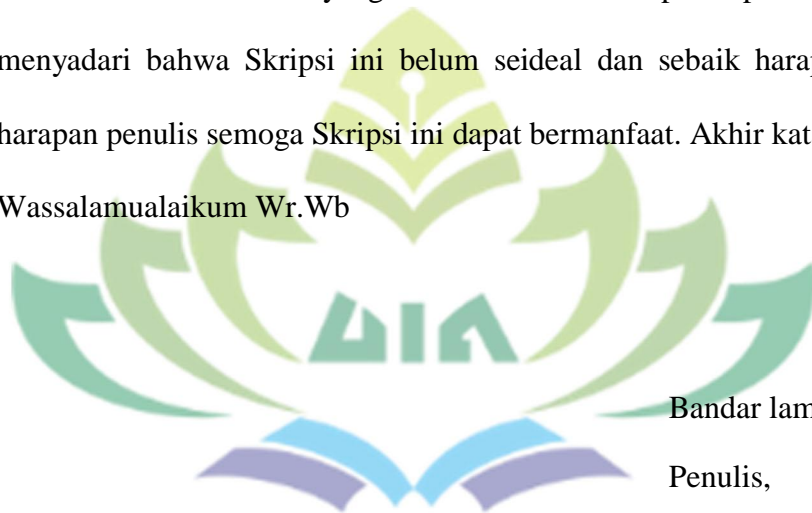 menyadari bahwa Skripsi ini belum seideal dan sebaik
harapan penulis semoga Skripsi ini dapat bermanfaat. Akhir
Wassalamualaikum Wr.Wb
UIN
Bandar
Penulis,